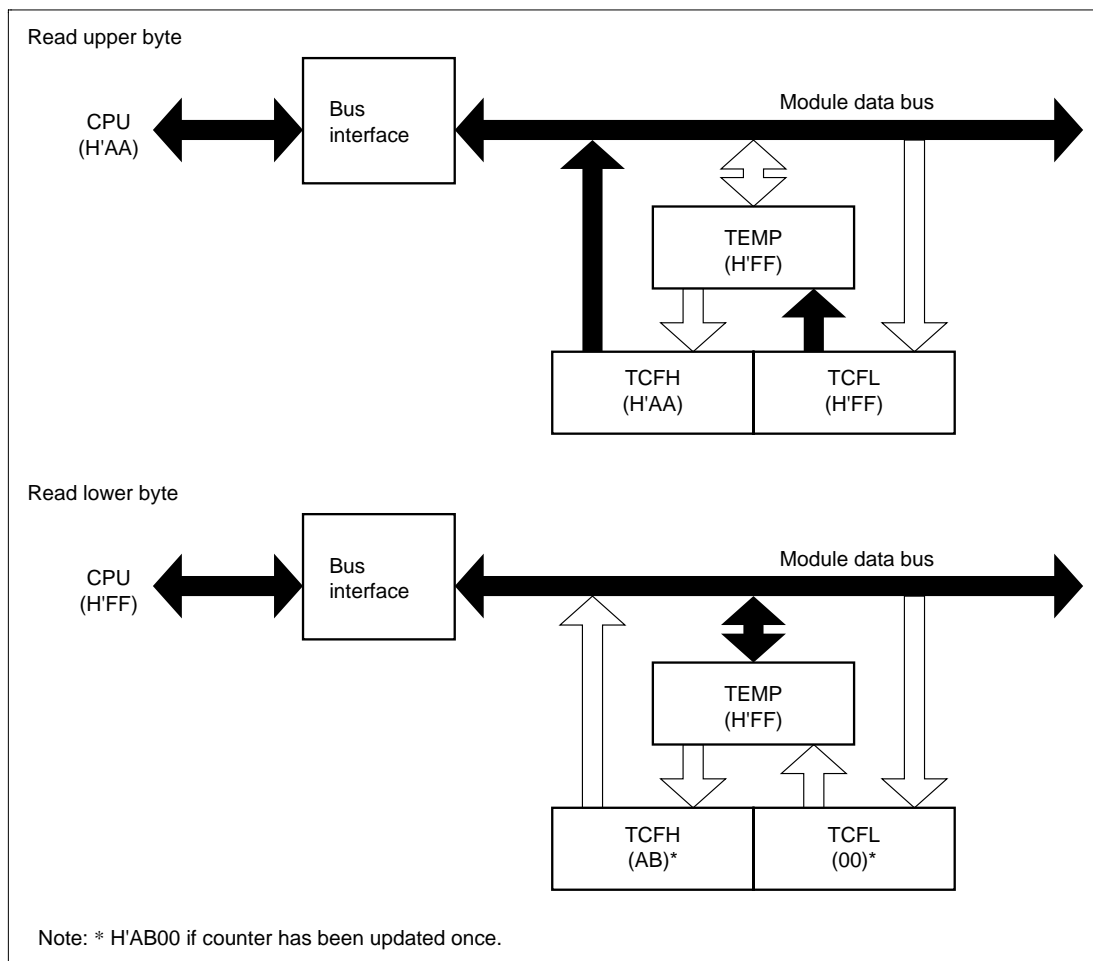 Read upper byte
CPU
(H'AA)
Bus
interface
Module data bus
TEMP
(H'FF)
TCFH
(H'AA)
TCFL
(H'FF)
Read lower byte
CPU
(H'FF)
Bus
interface
Module data bus
TEMP
(H'FF)
TCFH
(AB)*
TCFL
(00)*
Note: * H'AB00 if counter has been updated once.